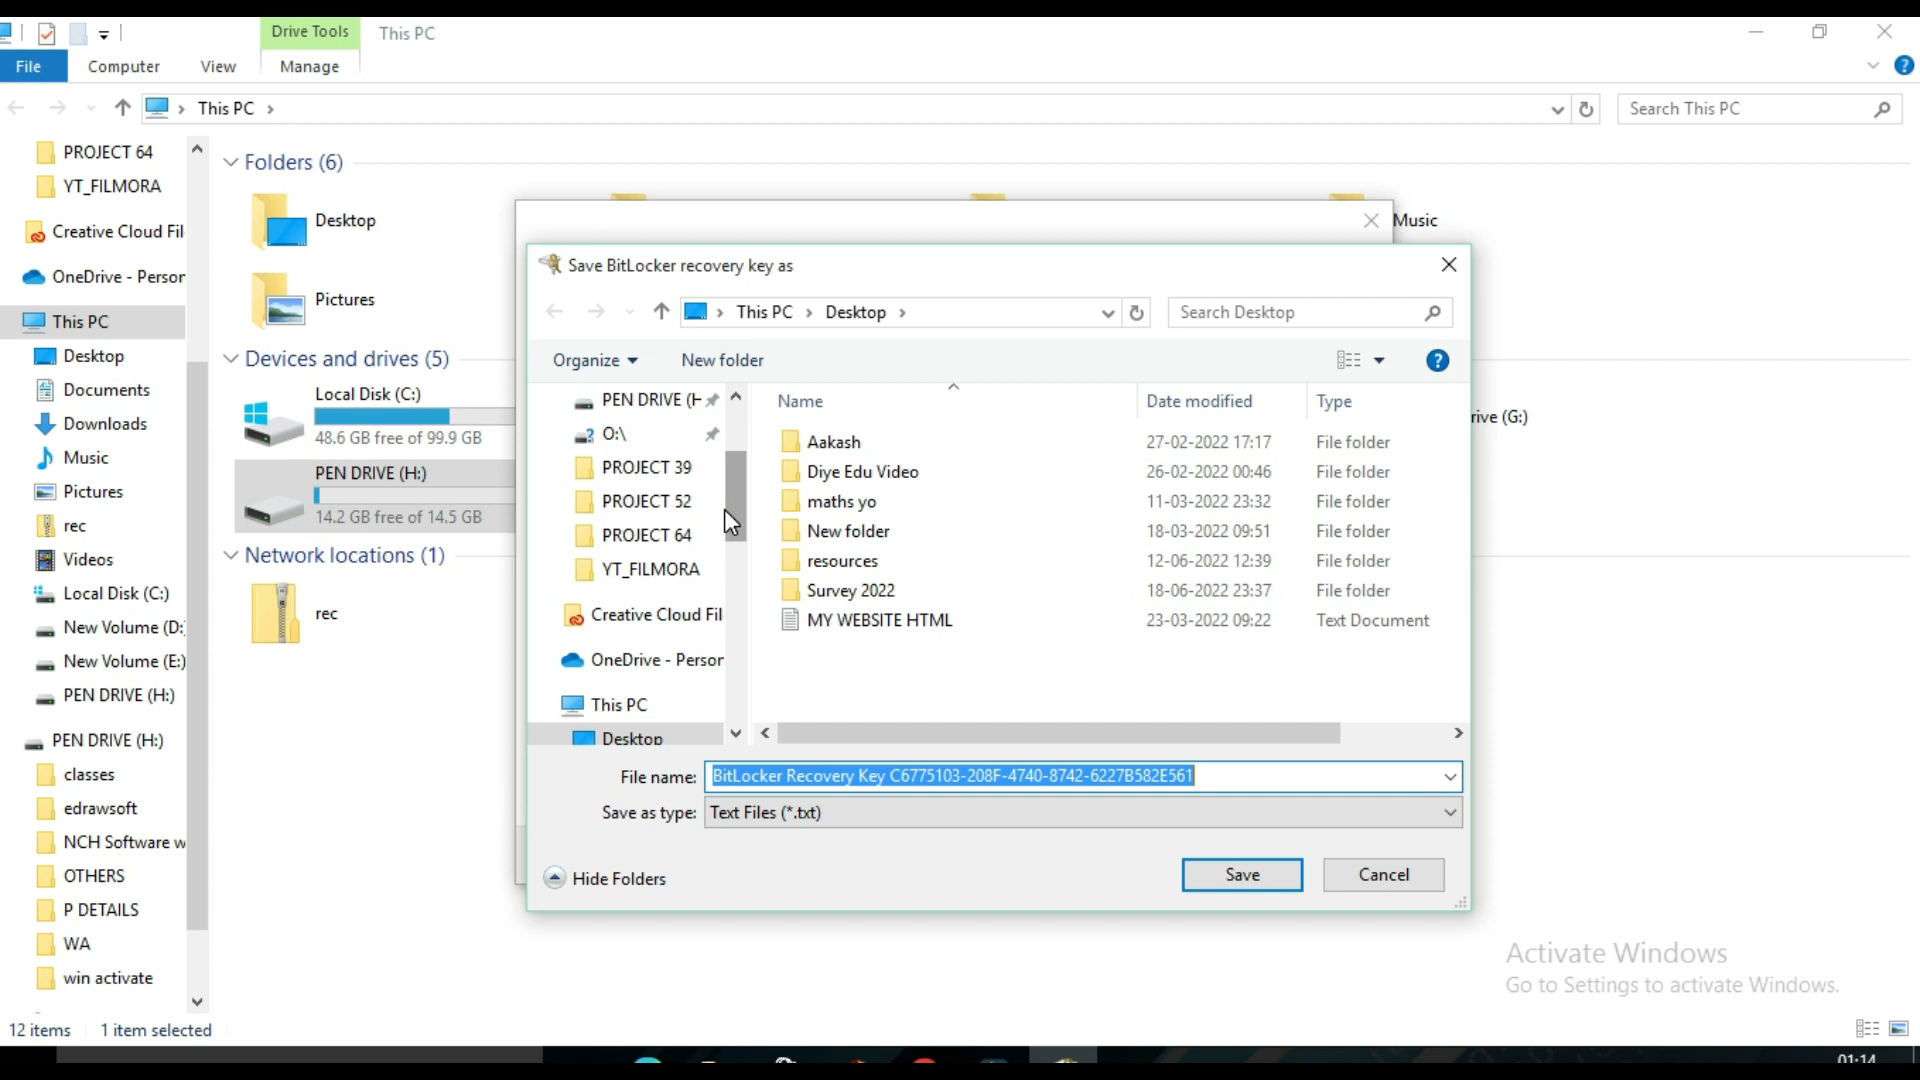 Drive Tools
This PC
File
Computer
View
Manage
This PC
Search This PC
PROJECT 64
YT_FILMORA
Creative Cloud Fil
OneDrive - Person
This PC
Desktop
Documents
Downloads
Music
Pictures
rec
Videos
Local Disk (C:)
New Volume (D:
New Volume (E:)
PEN DRIVE (H:)
PEN DRIVE (H:)
classes
edrawsoft
NCH Software w
OTHERS
P DETAILS
WA
win activate
12 items
1 item selected
Folders (6)
Desktop
Music
Pictures
Devices and drives (5)
Local Disk (C:)
48.6 GB free of 99.9 GB
rive (G:)
PEN DRIVE (H:)
14.2 GB free of 14.5 GB
Network locations (1)
rec
Save BitLocker recovery key as
This PC
Desktop
Search Desktop
Organize
New folder
PEN DRIVE (H
O:\
PROJECT 39
PROJECT 52
PROJECT 64
YT_FILMORA
Creative Cloud Fil
OneDrive - Person
This PC
Desktop
Name Date modified Type
Aakash 27-02-2022 17:17 File folder
Diye Edu Video 26-02-2022 00:46 File folder
maths yo 11-03-2022 23:32 File folder
New folder 18-03-2022 09:51 File folder
resources 12-06-2022 12:39 File folder
Survey 2022 18-06-2022 23:37 File folder
MY WEBSITE HTML 23-03-2022 09:22 Text Document
File name: BitLocker Recovery Key C6775103-208F-4740-8742-6227B582E561
Save as type: Text Files (*.txt)
Hide Folders
Save
Cancel
Activate Windows
Go to Settings to activate Windows.
01:14